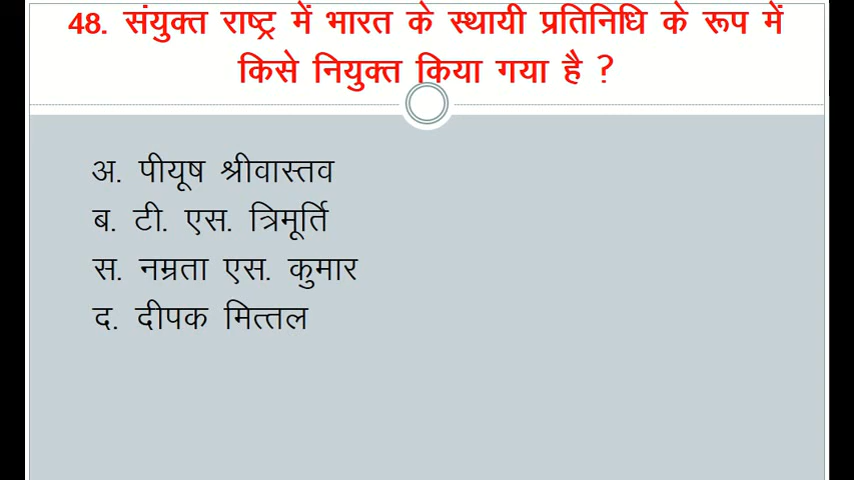 48. संयुक्त राष्ट्र में भारत के स्थायी प्रतिनिधि के रूप में
किसे नियुक्त किया गया है ?
अ. पीयूष श्रीवास्तव
ब. टी. एस. त्रिमूर्ति
स. नम्रता एस. कुमार
द. दीपक मित्तल